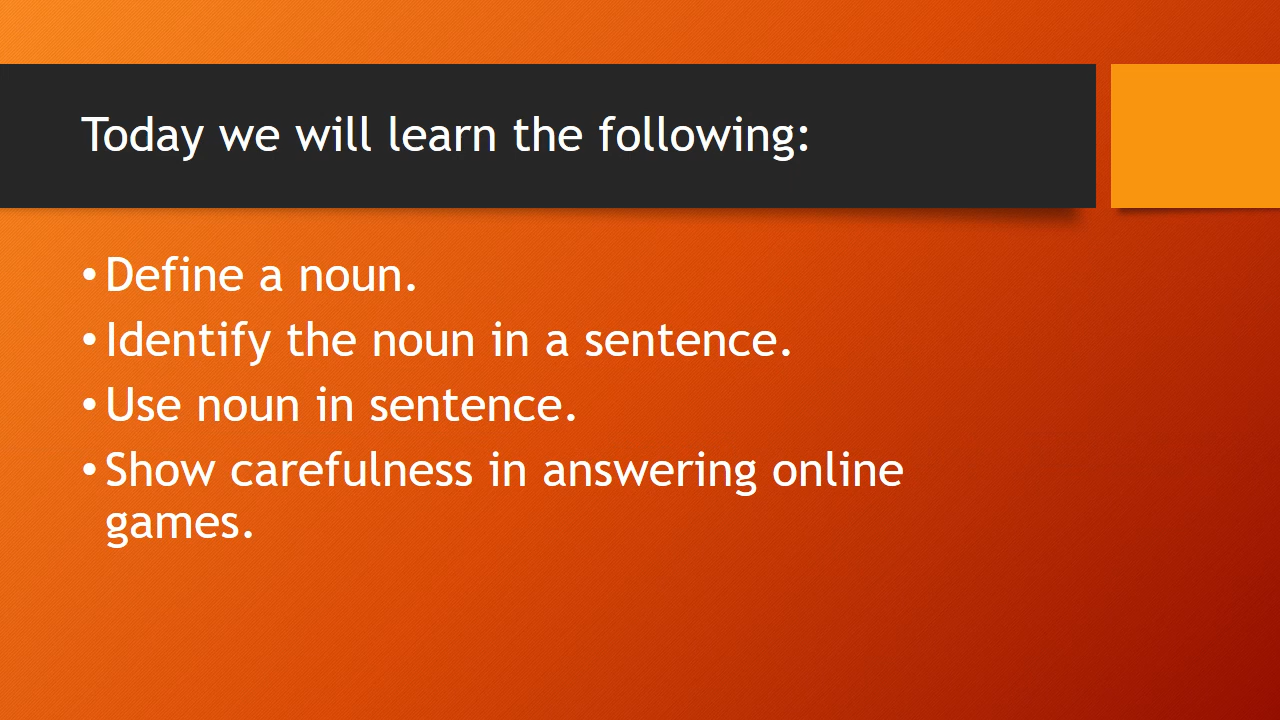 Today we will learn the following:
•Define a noun.
•Identify the noun in a sentence.
•Use noun in sentence.
•Show carefulness in answering online
games.